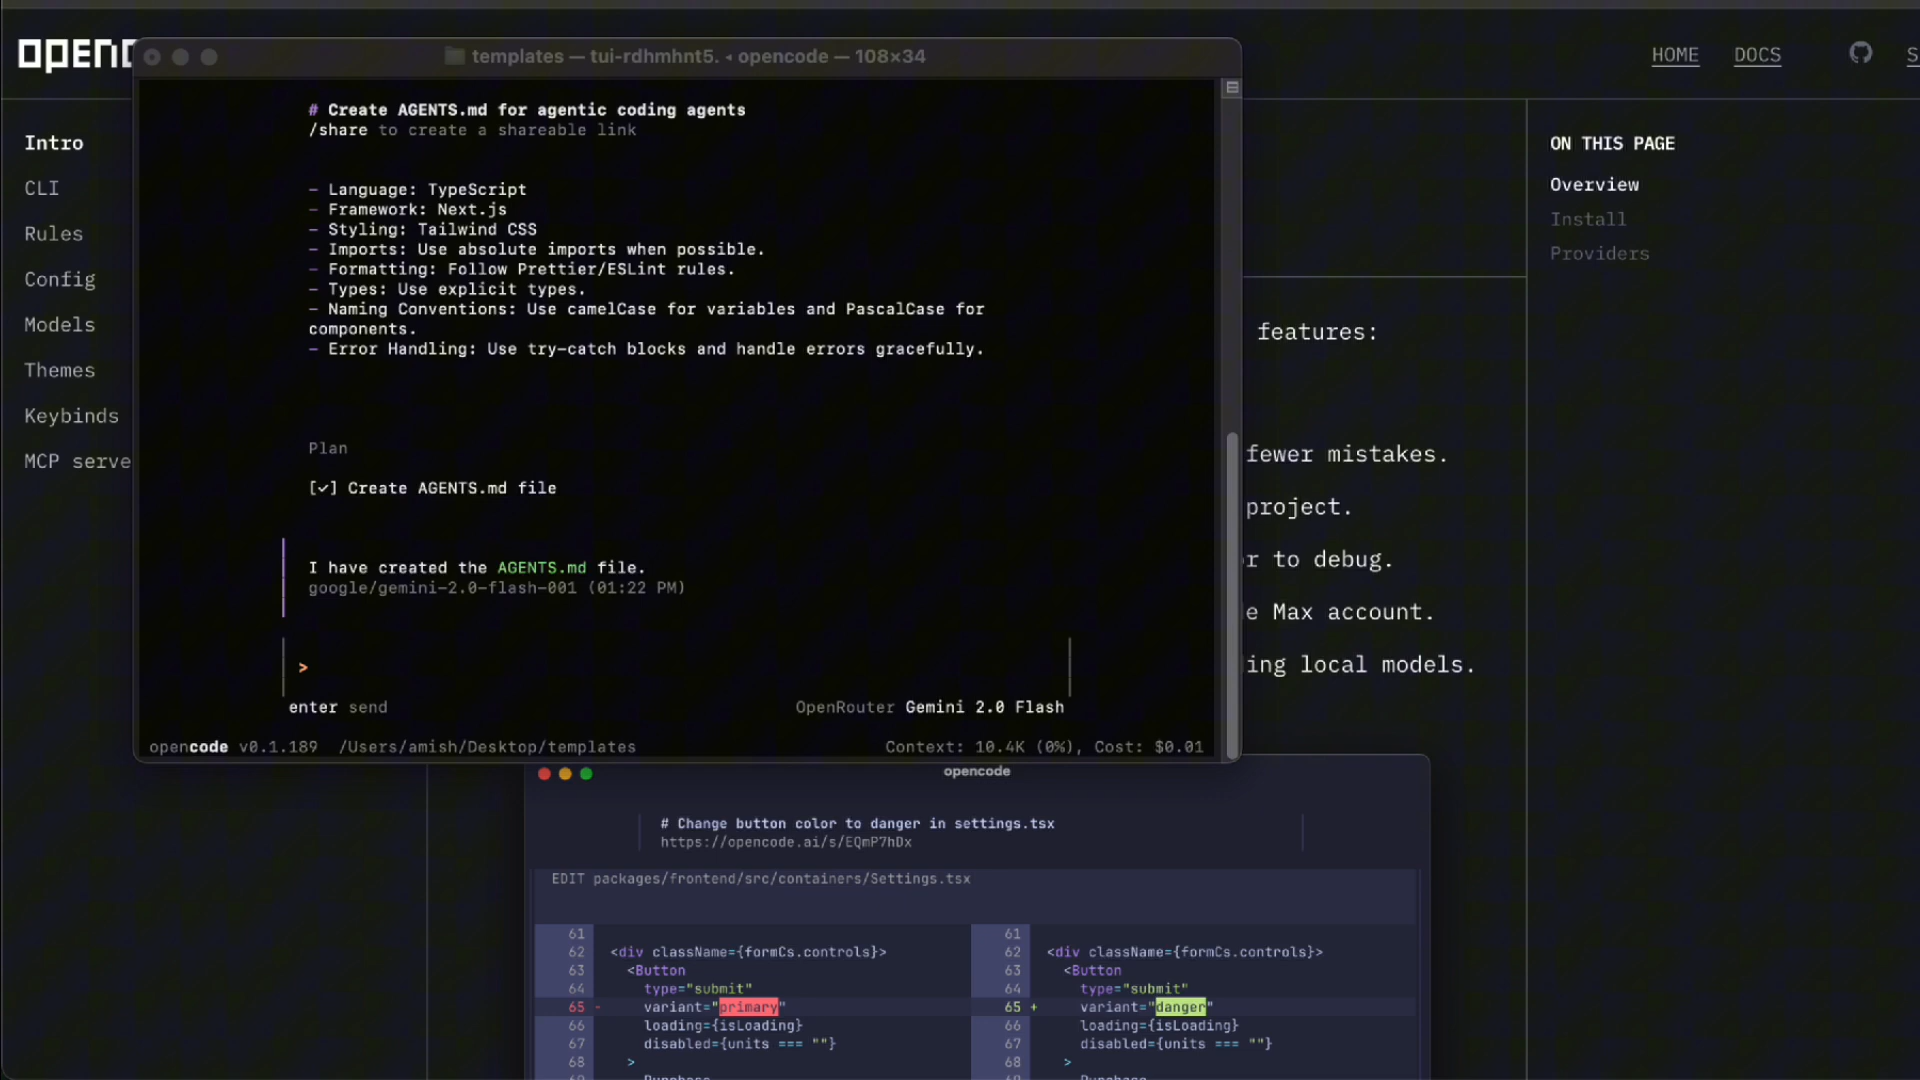 HOME DOCS
Intro
CLI
Rules
Config
Models
Themes
Keybinds
MCP serve
templates — tui-rdhmhnt5. ◂ opencode — 108×34
# Create AGENTS.md for agentic coding agents
/share to create a shareable link
- Language: TypeScript
- Framework: Next.js
- Styling: Tailwind CSS
- Imports: Use absolute imports when possible.
- Formatting: Follow Prettier/ESLint rules.
- Types: Use explicit types.
- Naming Conventions: Use camelCase for variables and PascalCase for
components.
- Error Handling: Use try-catch blocks and handle errors gracefully.
Plan
[✓] Create AGENTS.md file
I have created the AGENTS.md file.
google/gemini-2.0-flash-001 (01:22 PM)
>
enter send OpenRouter Gemini 2.0 Flash
opencode v0.1.189 /Users/amish/Desktop/templates Context: 10.4K (0%), Cost: $0.01
features:
fewer mistakes.
project.
r to debug.
e Max account.
ing local models.
ON THIS PAGE
Overview
Install
Providers
opencode
# Change button color to danger in settings.tsx
https://opencode.ai/s/EQmP7hDx
EDIT packages/frontend/src/containers/Settings.tsx
61
62 <div className={formCs.controls}>
63 <Button
64 type="submit"
65 - variant="primary"
66 loading={isLoading}
67 disabled={units === ""}
68 >
61
62 <div className={formCs.controls}>
63 <Button
64 type="submit"
65 + variant="danger"
66 loading={isLoading}
67 disabled={units === ""}
68 >